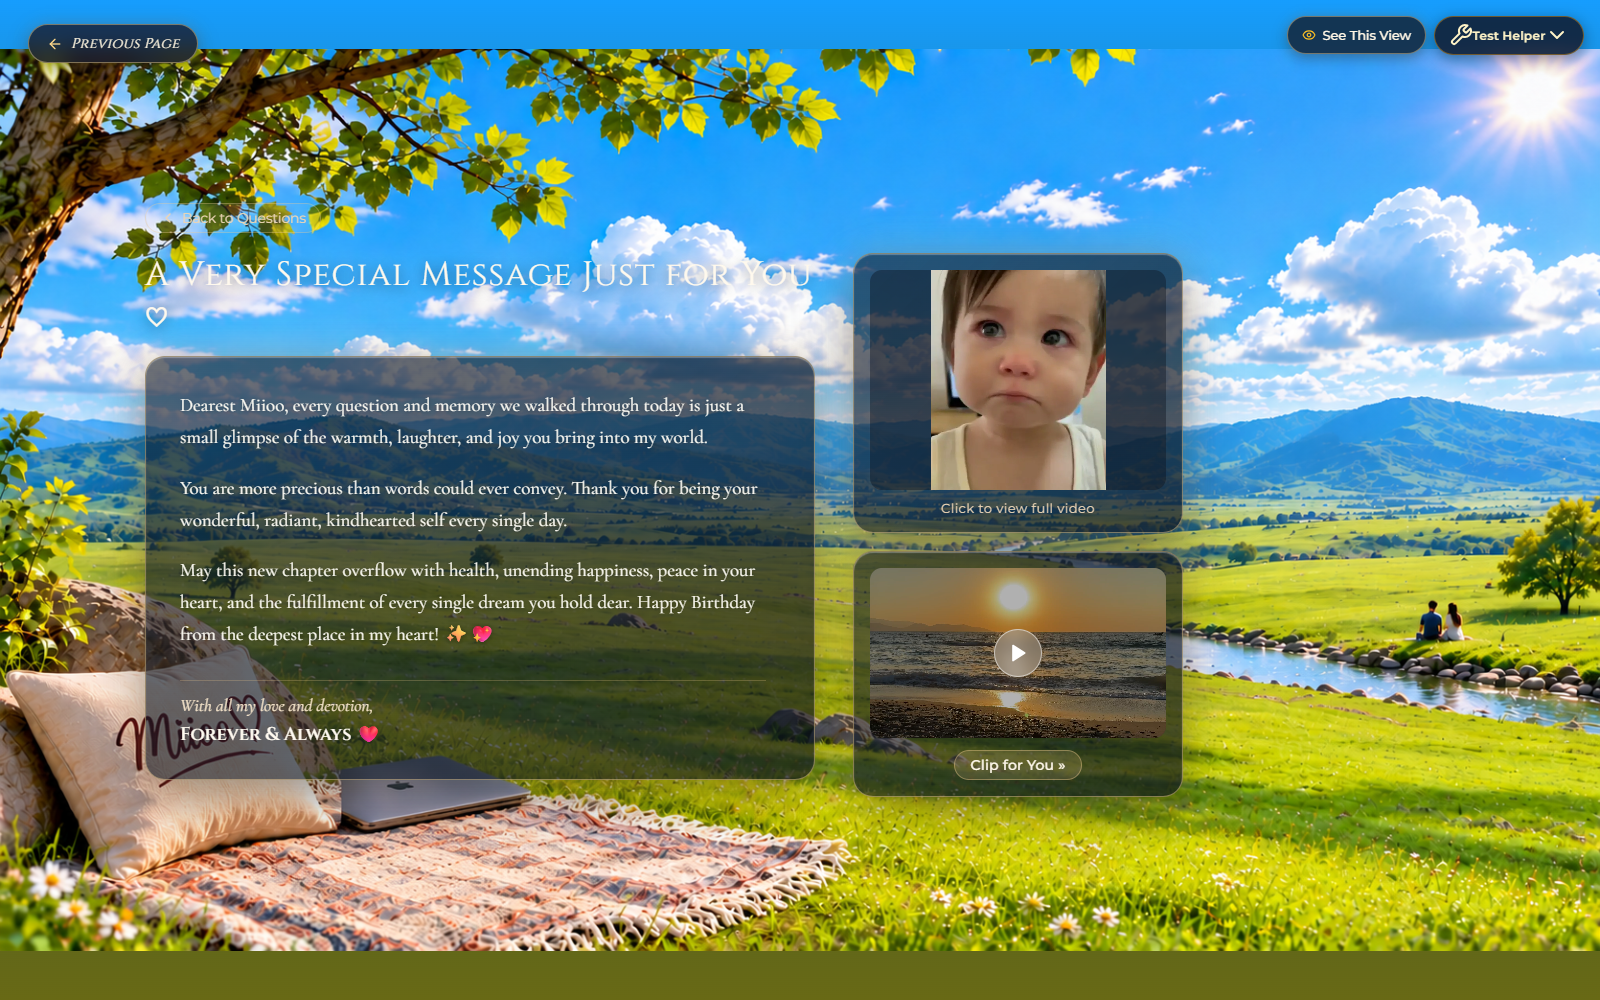 ← Previous Page
See This View
Test Helper
Back to Questions
A Very Special Message Just for You
♡
Dearest Miioo, every question and memory we walked through today is just a
small glimpse of the warmth, laughter, and joy you bring into my world.
You are more precious than words could ever convey. Thank you for being your
wonderful, radiant, kindhearted self every single day.
May this new chapter overflow with health, unending happiness, peace in your
heart, and the fulfillment of every single dream you hold dear. Happy Birthday
from the deepest place in my heart! ✨ 💖
With all my love and devotion,
Forever & Always ❤️
Miioo♡
Click to view full video
Clip for You »